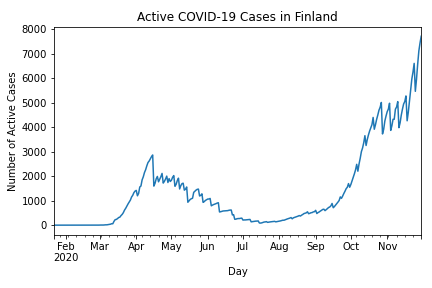 Active COVID-19 Cases in Finland
Number of Active Cases
8000
7000
6000
5000
4000
3000
2000
1000
0
Feb Mar Apr May Jun Jul Aug Sep Oct Nov
2020
Day